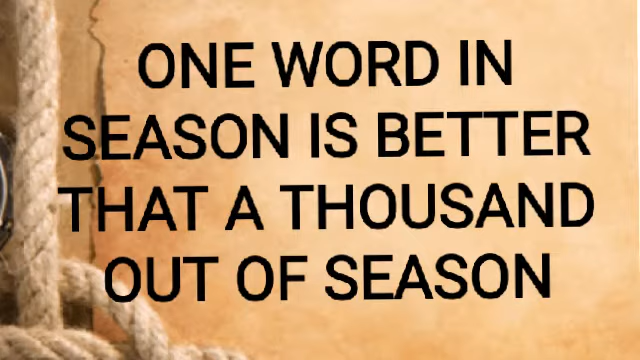 ONE WORD IN
SEASON IS BETTER
THAT A THOUSAND
OUT OF SEASON